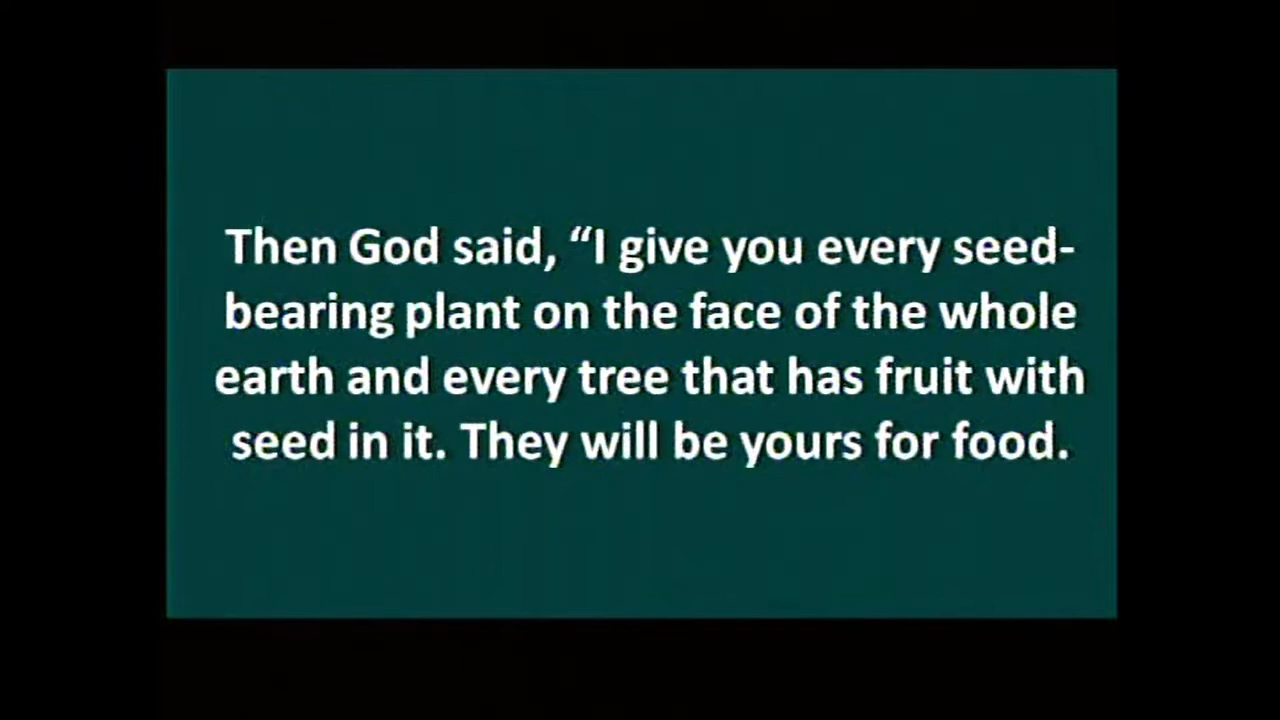 Then God said, “I give you every seed-
bearing plant on the face of the whole
earth and every tree that has fruit with
seed in it. They will be yours for food.